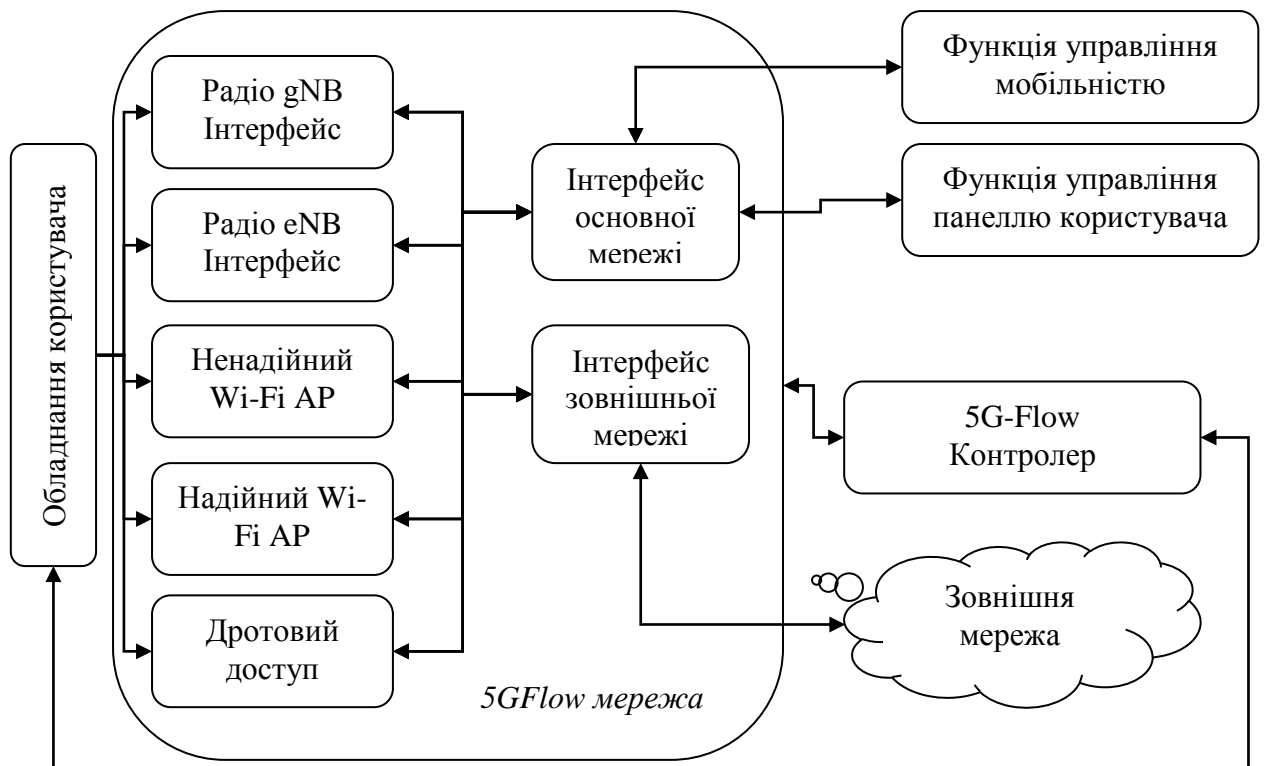 Обладнання користувача
Радіо gNB
Інтерфейс
Радіо eNB
Інтерфейс
Ненадійний
Wi-Fi AP
Надійний Wi-
Fi AP
Дротовий
доступ
Інтерфейс
основної
мережі
Інтерфейс
зовнішньої
мережі
5GFlow мережа
Функція управління
мобільністю
Функція управління
панеллю користувача
5G-Flow
Контролер
Зовнішня
мережа